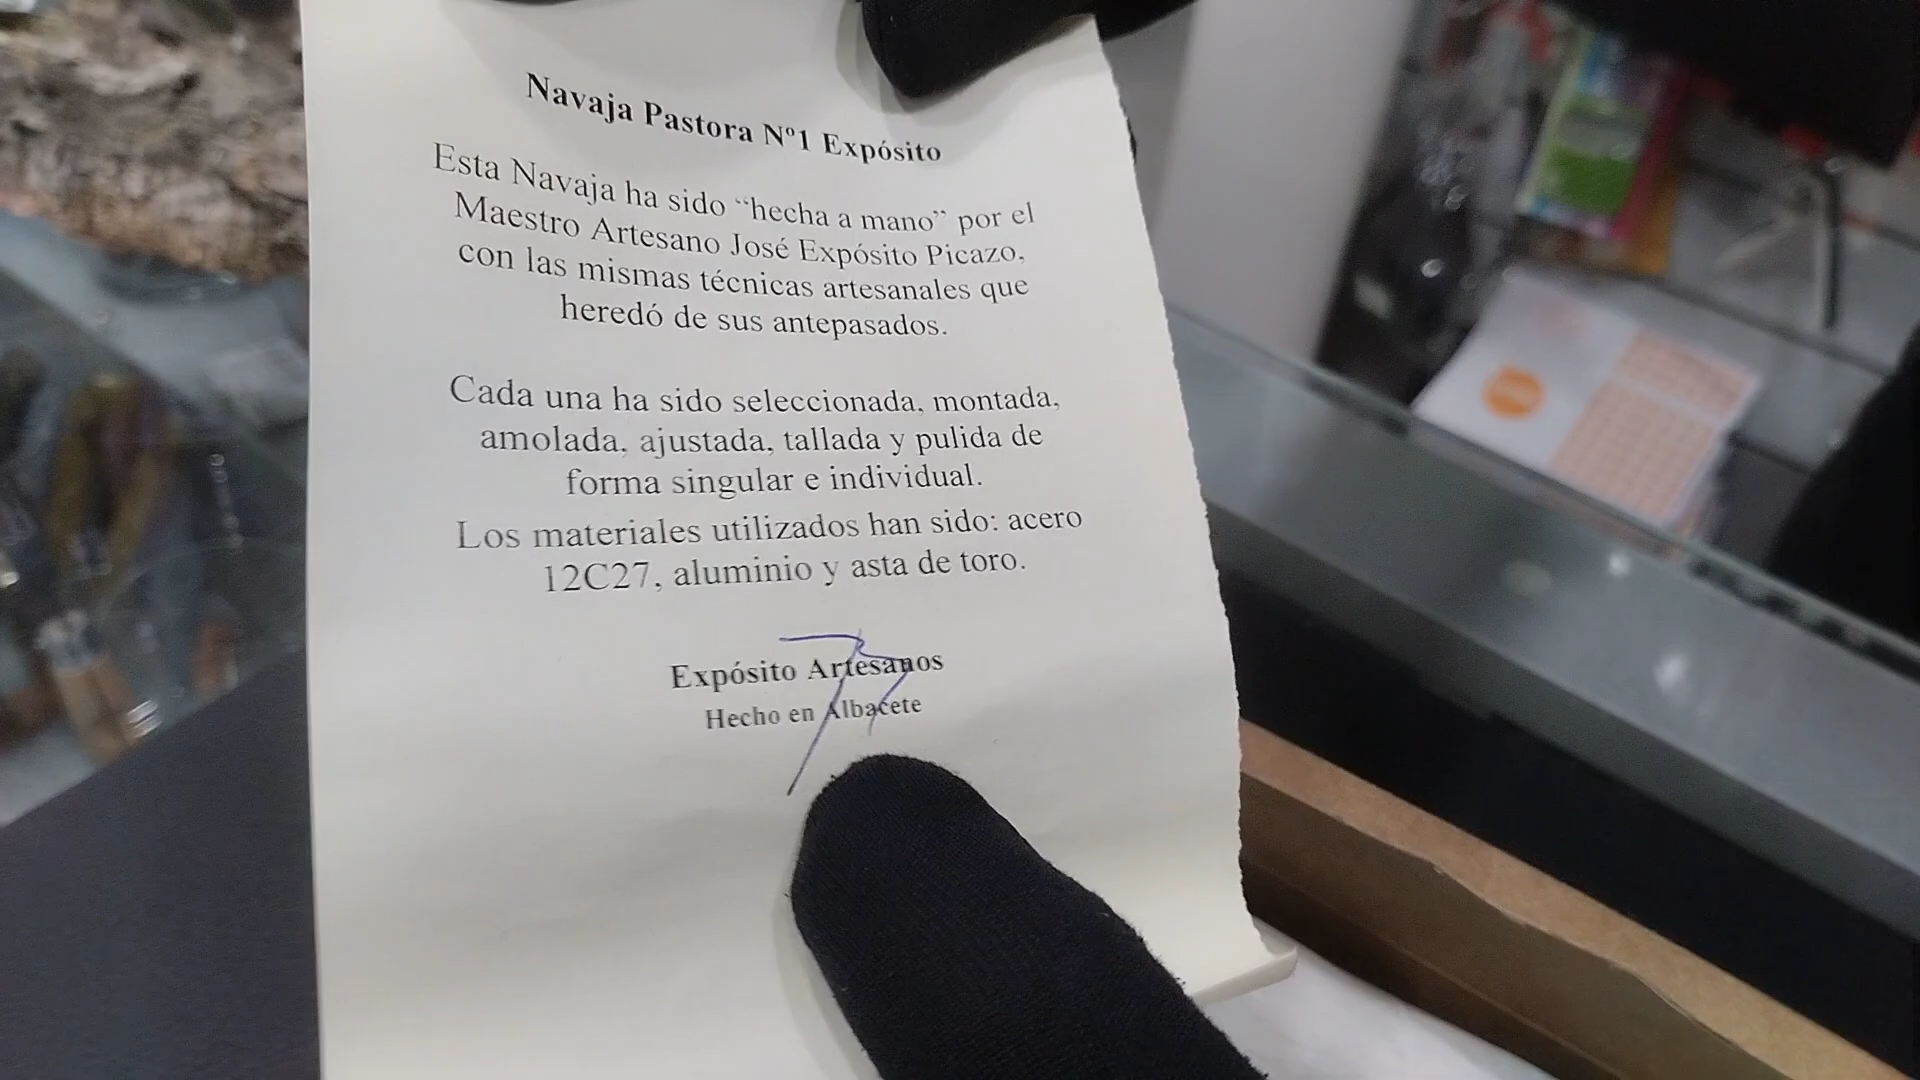 Navaja Pastora Nº1 Expósito
Esta Navaja ha sido “hecha a mano” por el
Maestro Artesano José Expósito Picazo,
con las mismas técnicas artesanales que
heredó de sus antepasados.
Cada una ha sido seleccionada, montada,
amolada, ajustada, tallada y pulida de
forma singular e individual.
Los materiales utilizados han sido: acero
12C27, aluminio y asta de toro.
Expósito Artesanos
Hecho en Albacete